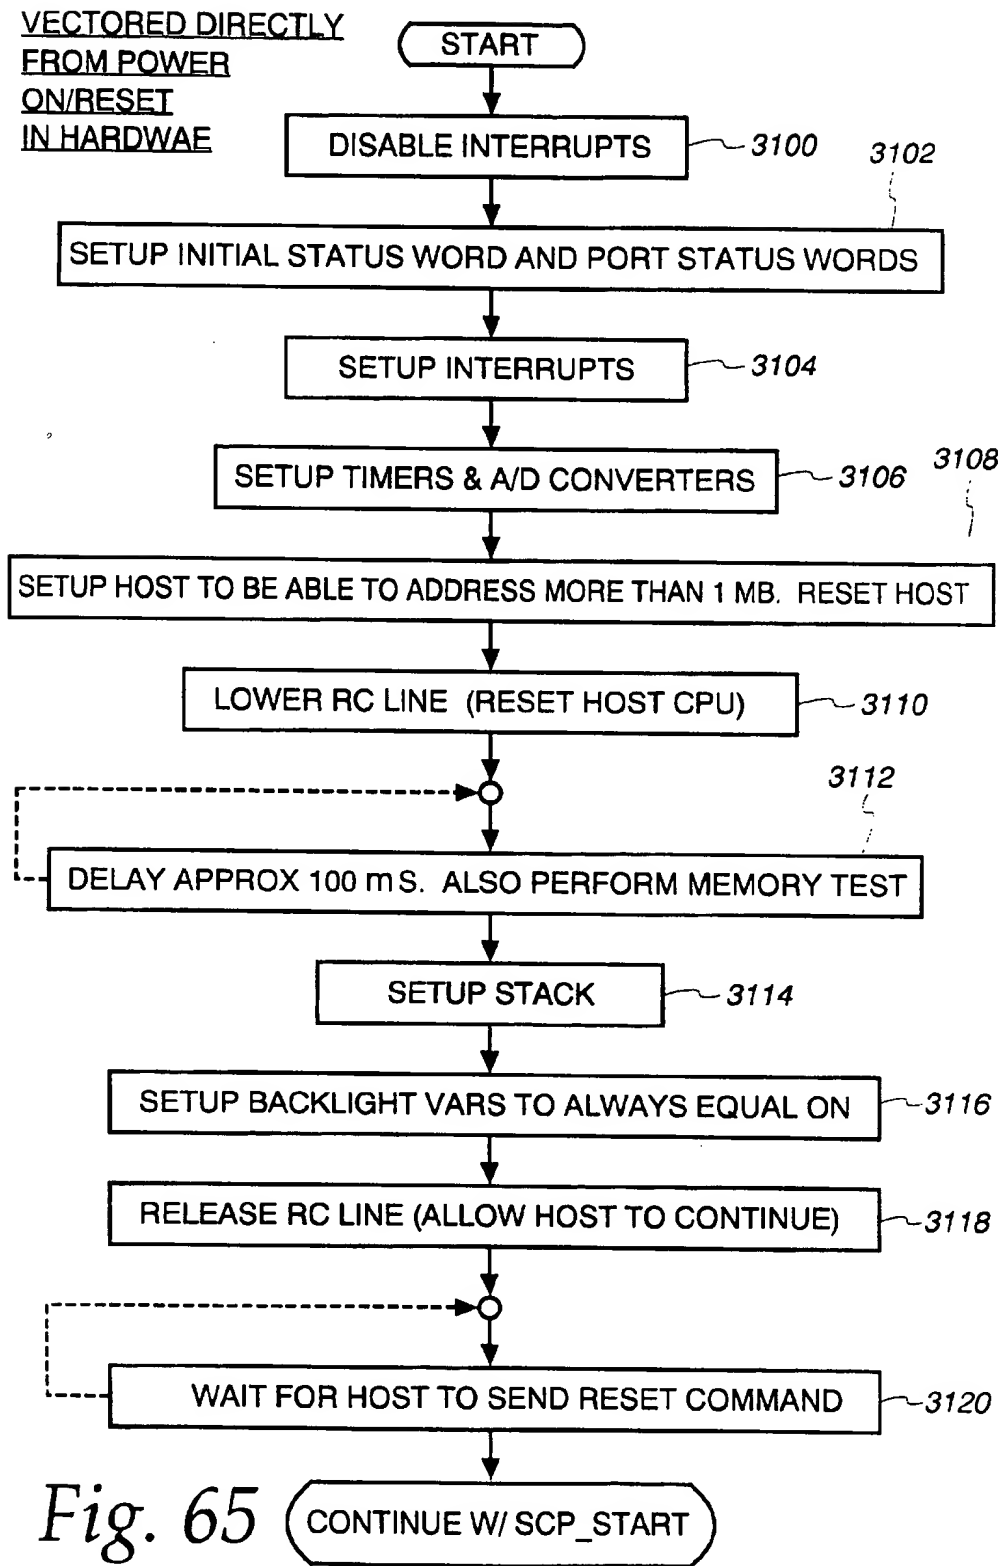 VECTORED DIRECTLY
FROM POWER
ON/RESET
IN HARDWAE
START
DISABLE INTERRUPTS
3100
3102
SETUP INITIAL STATUS WORD AND PORT STATUS WORDS
SETUP INTERRUPTS
3104
SETUP TIMERS & A/D CONVERTERS
3106
3108
SETUP HOST TO BE ABLE TO ADDRESS MORE THAN 1 MB. RESET HOST
LOWER RC LINE (RESET HOST CPU)
3110
3112
DELAY APPROX 100 mS. ALSO PERFORM MEMORY TEST
SETUP STACK
3114
SETUP BACKLIGHT VARS TO ALWAYS EQUAL ON
3116
RELEASE RC LINE (ALLOW HOST TO CONTINUE)
3118
WAIT FOR HOST TO SEND RESET COMMAND
3120
CONTINUE W/ SCP_START
Fig. 65